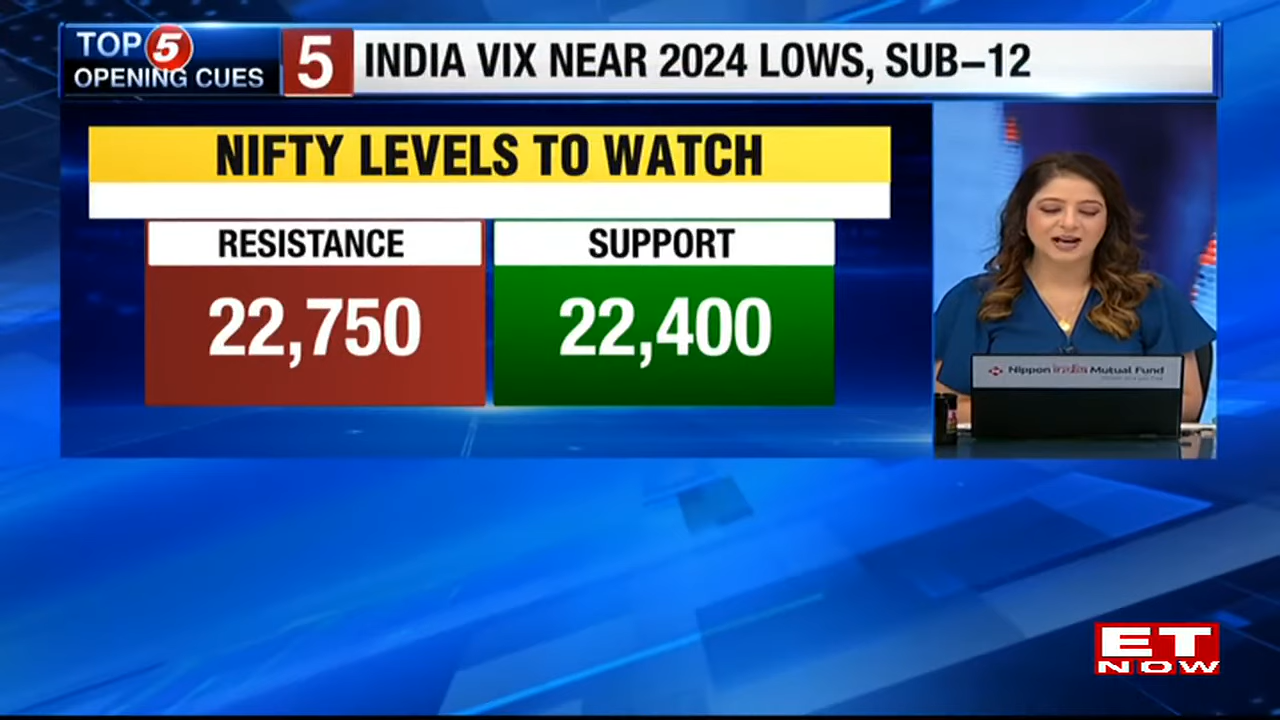 TOP 5
OPENING CUES
5
INDIA VIX NEAR 2024 LOWS, SUB–12
NIFTY LEVELS TO WATCH
RESISTANCE
SUPPORT
22,750
22,400
Nippon india Mutual Fund
ET
NOW